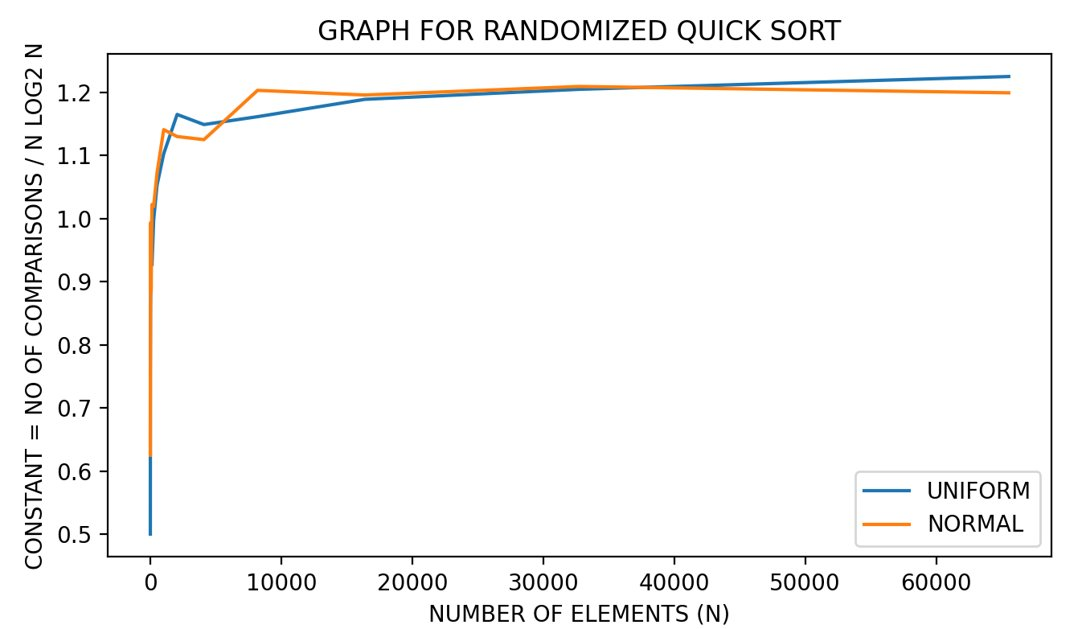 GRAPH FOR RANDOMIZED QUICK SORT
CONSTANT = NO OF COMPARISONS / N LOG2 N
1.2
1.1
1.0
0.9
0.8
0.7
0.6
0.5
UNIFORM
NORMAL
0 10000 20000 30000 40000 50000 60000
NUMBER OF ELEMENTS (N)